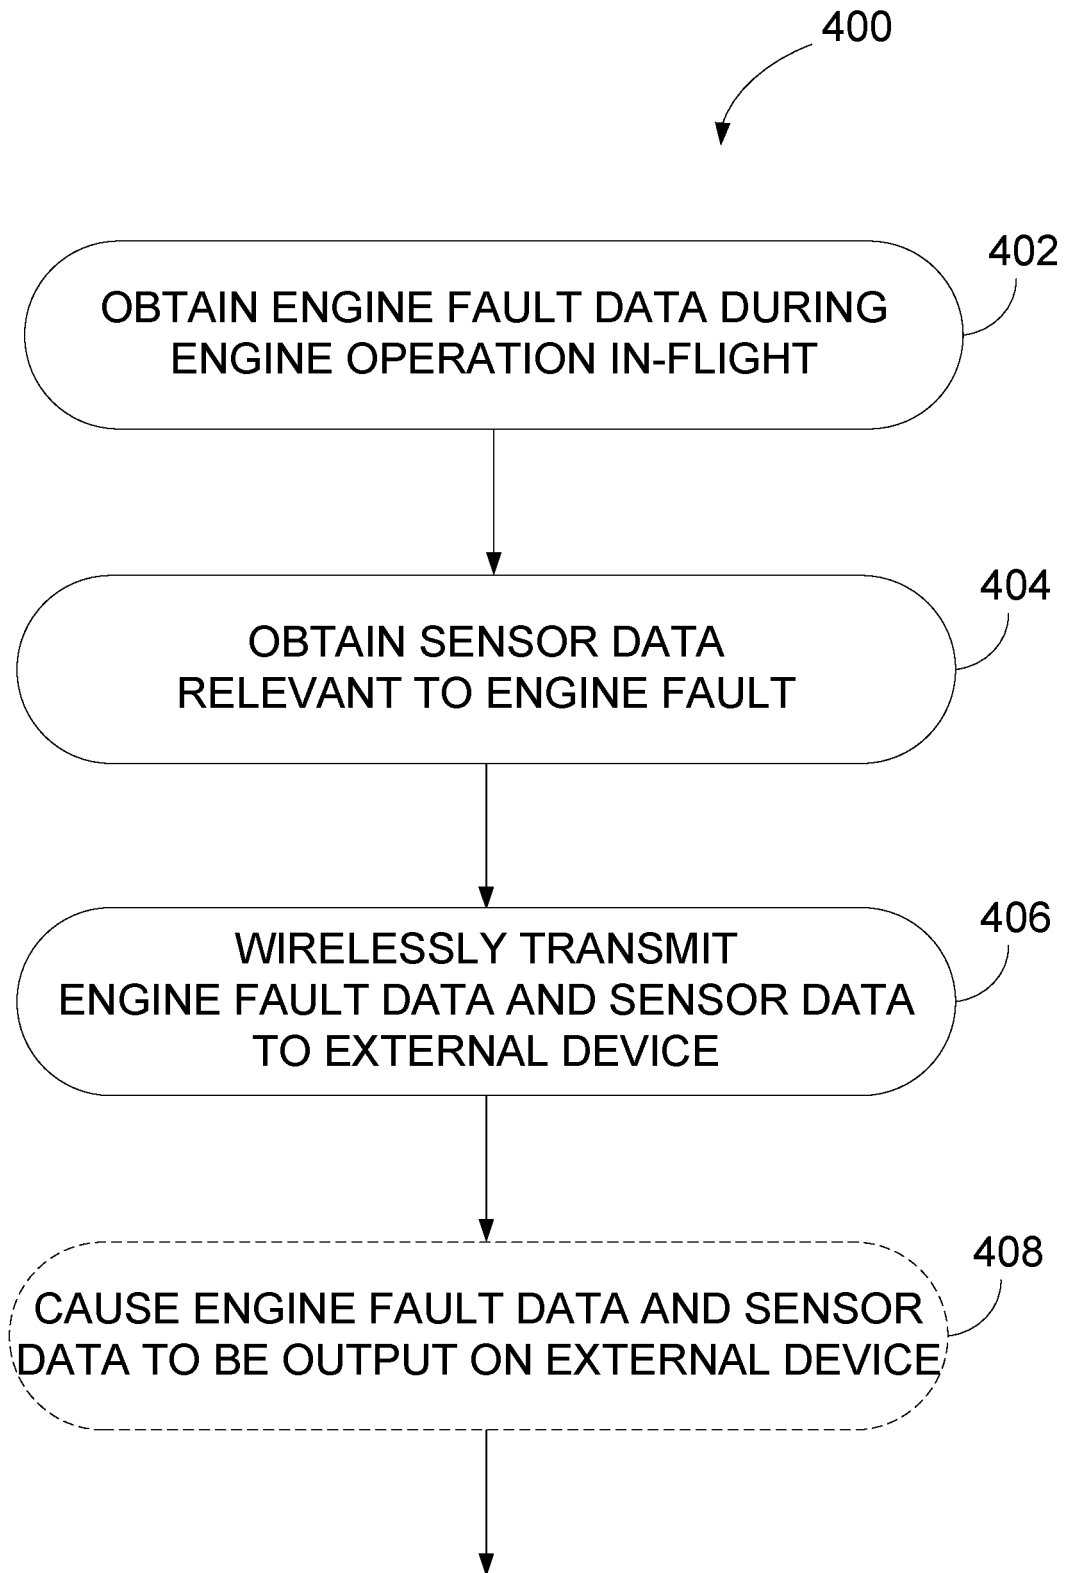 400
402
OBTAIN ENGINE FAULT DATA DURING
ENGINE OPERATION IN-FLIGHT
404
OBTAIN SENSOR DATA
RELEVANT TO ENGINE FAULT
406
WIRELESSLY TRANSMIT
ENGINE FAULT DATA AND SENSOR DATA
TO EXTERNAL DEVICE
408
CAUSE ENGINE FAULT DATA AND SENSOR
DATA TO BE OUTPUT ON EXTERNAL DEVICE